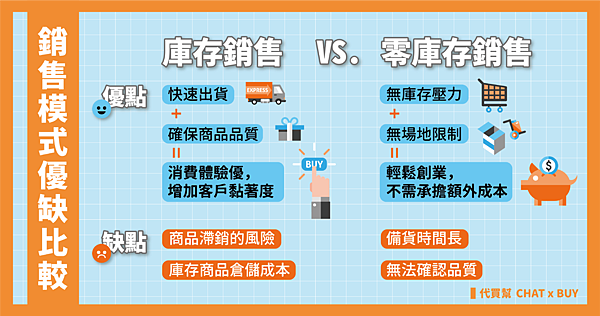 銷售模式優缺比較
庫存銷售 VS. 零庫存銷售
優點
快速出貨
EXPRESS
+
確保商品品質
=
消費體驗優，
增加客戶黏著度
BUY
無庫存壓力
+
無場地限制
=
輕鬆創業，
不需承擔額外成本
$
缺點
商品滯銷的風險
庫存商品倉儲成本
備貨時間長
無法確認品質
代買幫 CHAT x BUY